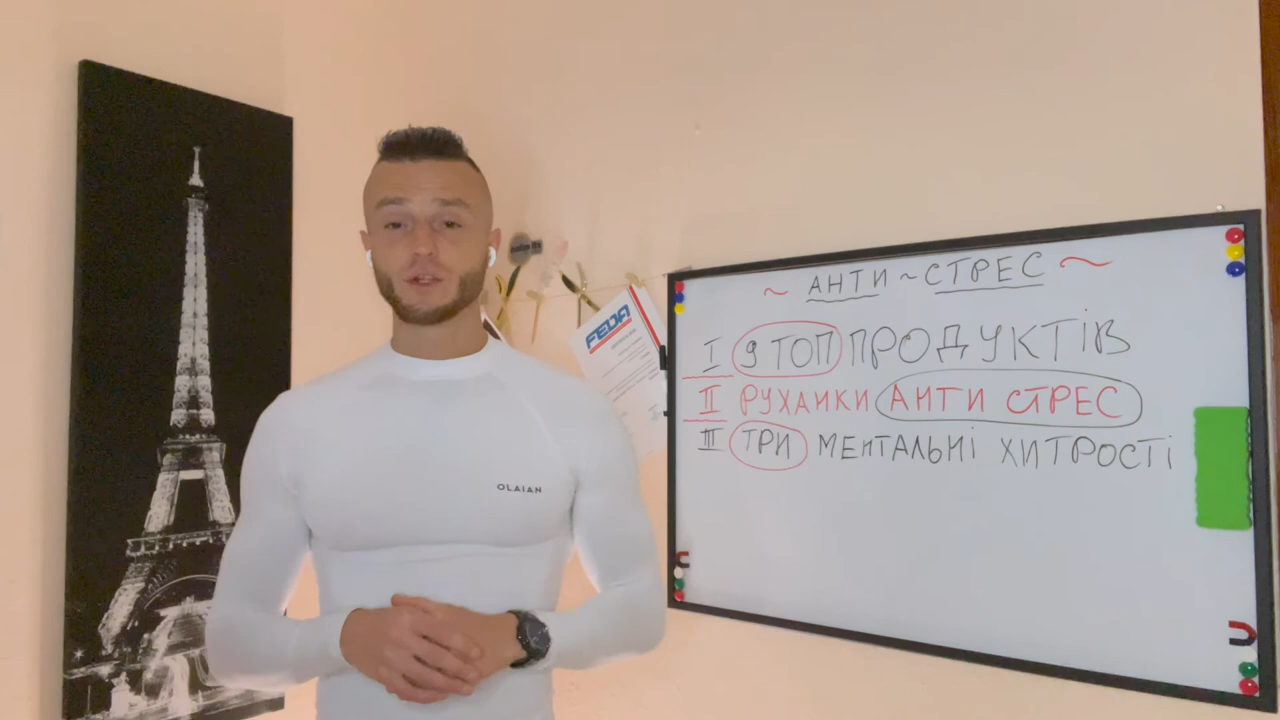 ~ АНТИ ~ СТРЕС ~
I 9 ТОП ПРОДУКТІВ
II РУХАНКИ АНТИ СТРЕС
III ТРИ МЕНТАЛЬНІ ХИТРОСТІ
FEDA
OLAIAN